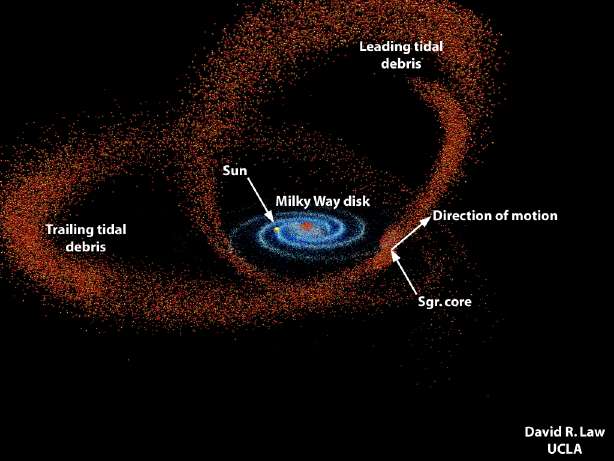 Leading tidal
debris
Sun
Milky Way disk
Direction of motion
Trailing tidal
debris
Sgr. core
David R. Law
UCLA